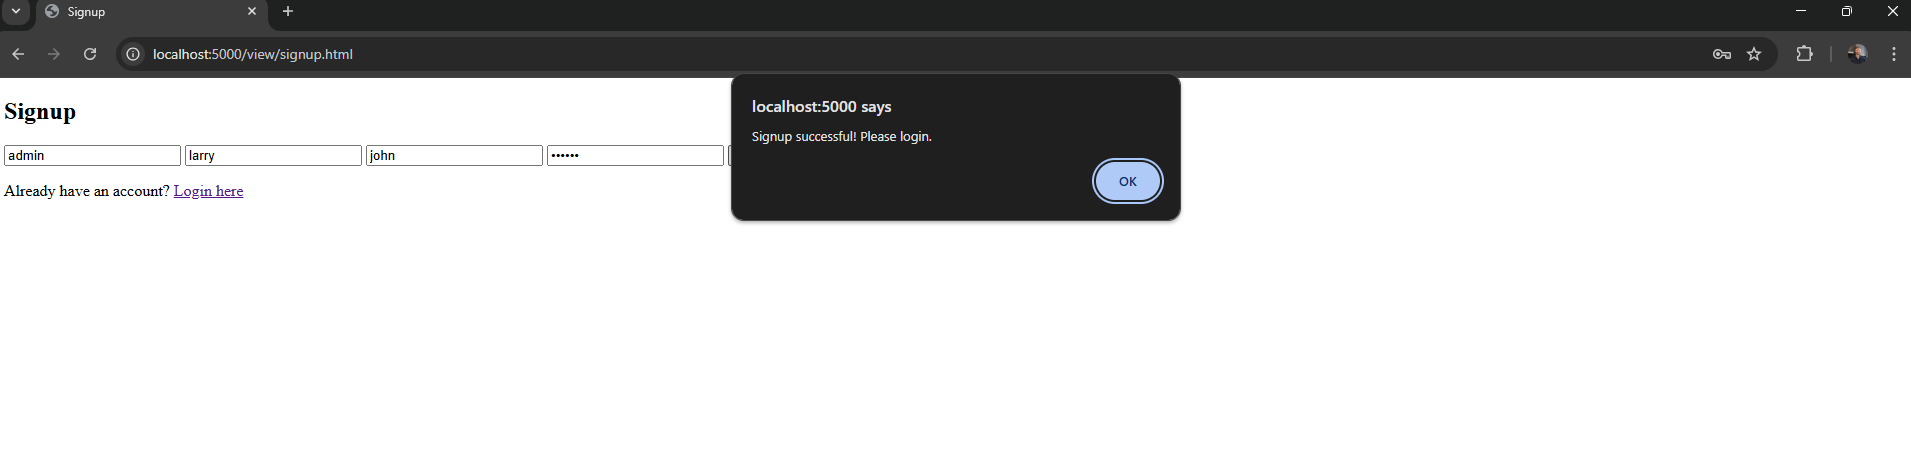 Signup
localhost:5000/view/signup.html
localhost:5000 says
Signup successful! Please login.
OK
Signup
admin larry john ••••••
Already have an account? Login here